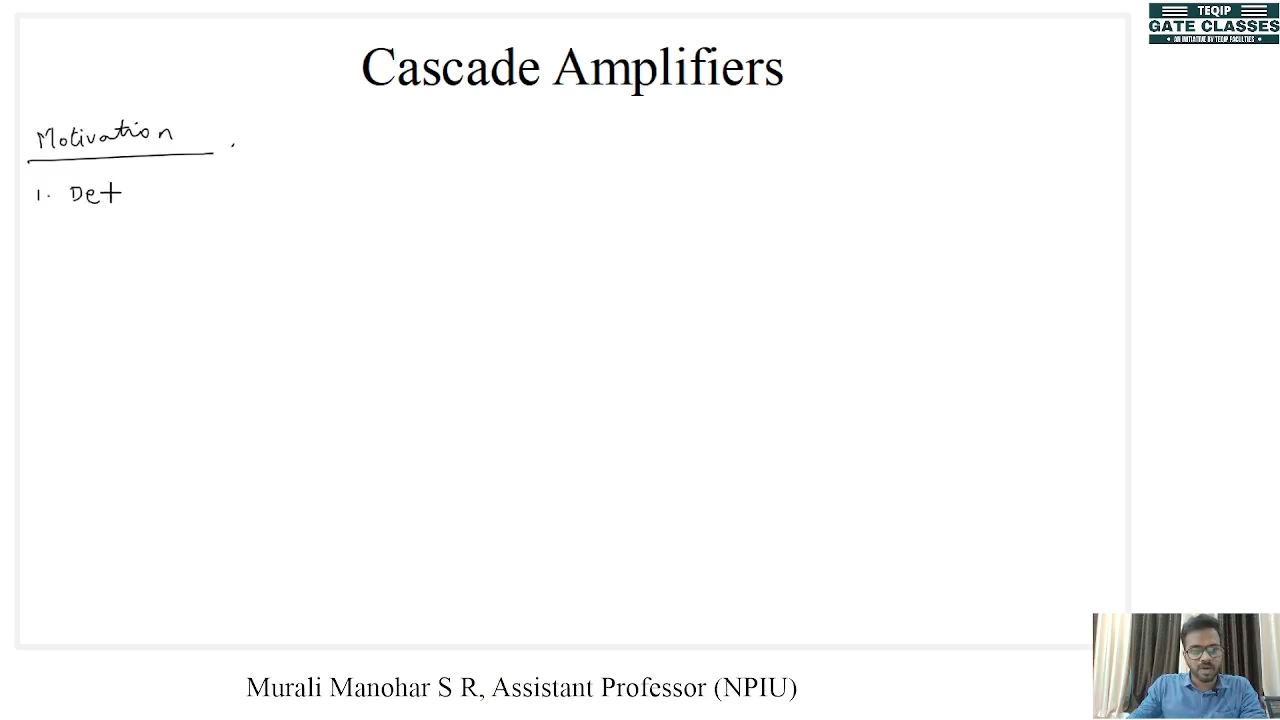 TEQIP
GATE CLASSES
• AN INITIATIVE BY TEQIP FACULTIES •
Cascade Amplifiers
Motivation
1. Det
Murali Manohar S R, Assistant Professor (NPIU)